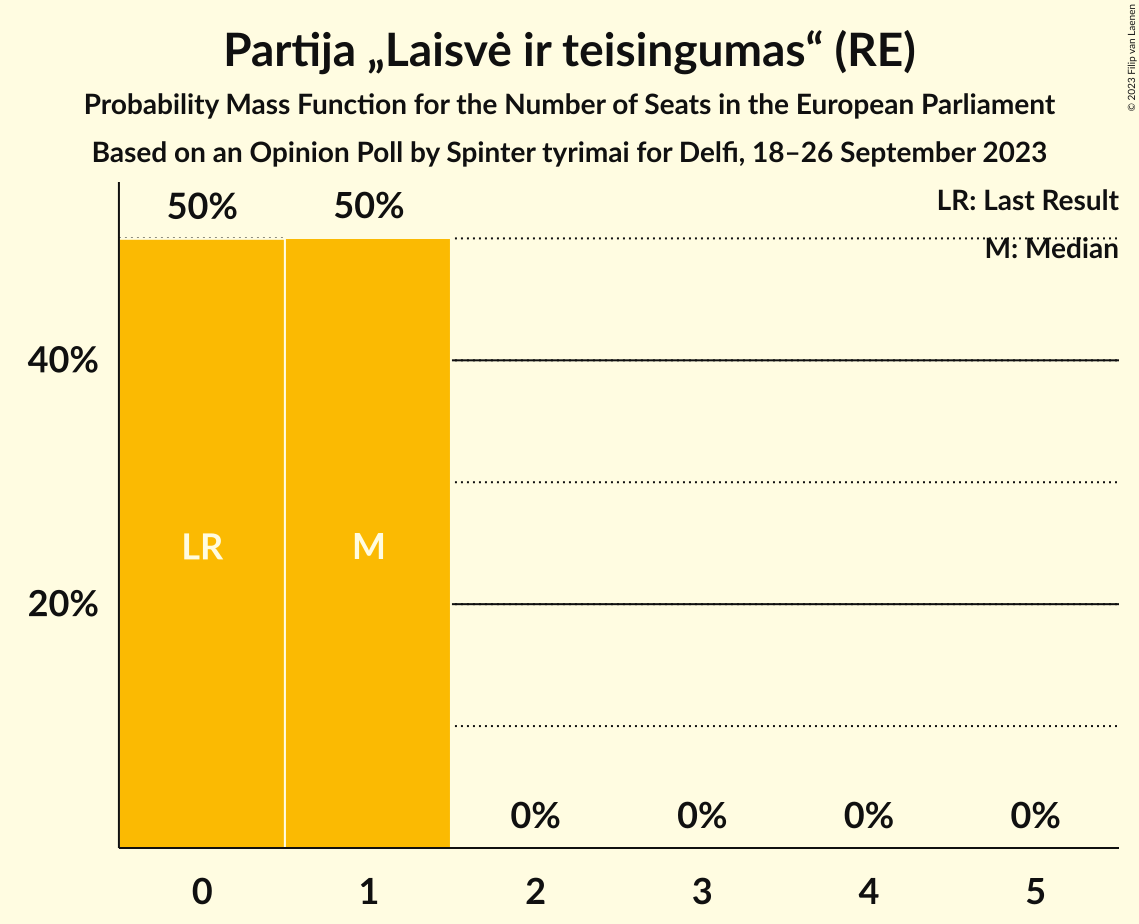 Partija „Laisvė ir teisingumas“ (RE)
Probability Mass Function for the Number of Seats in the European Parliament
Based on an Opinion Poll by Spinter tyrimai for Delfi, 18–26 September 2023
© 2023 Filip van Laenen
50% 50%
LR: Last Result
M: Median
40%
LR M
20%
0% 0% 0% 0%
0 1 2 3 4 5